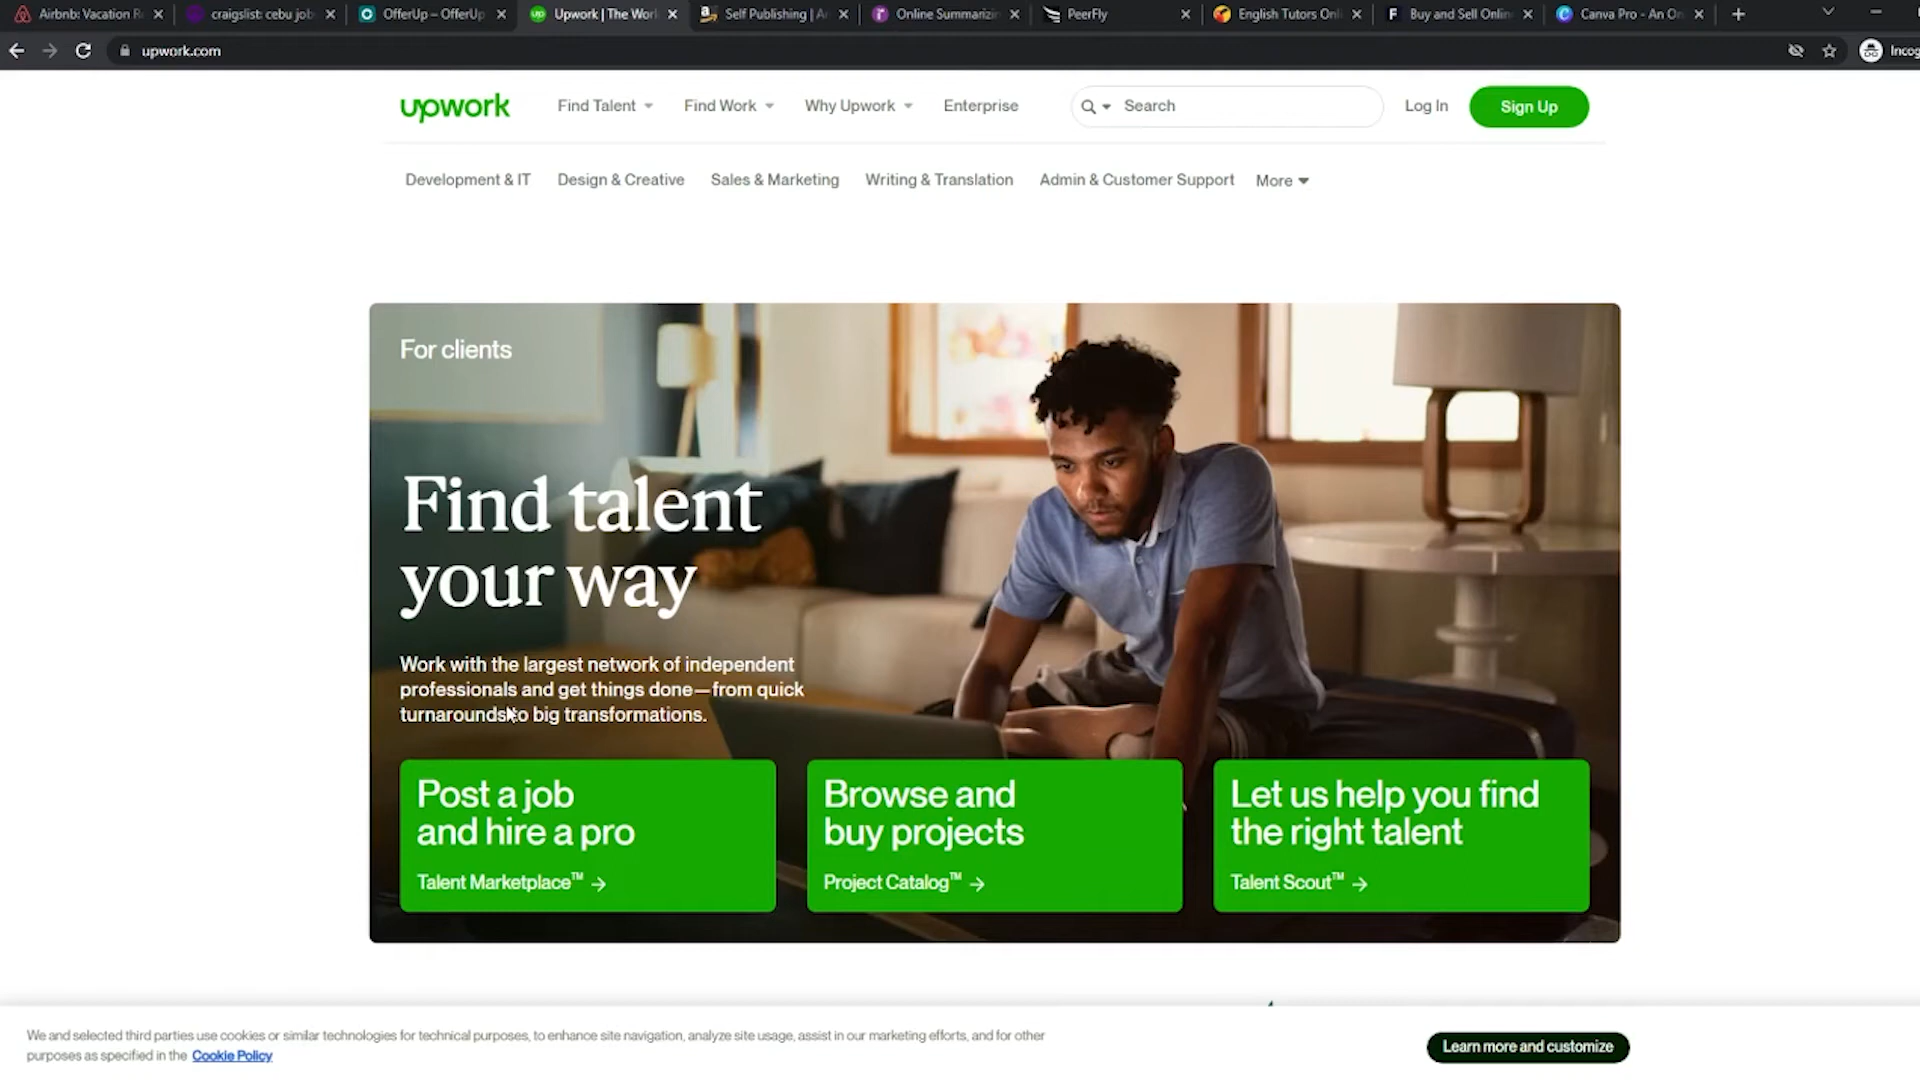 Airbnb: Vacation R
craigslist: cebu job
OfferUp – OfferUp
Upwork | The Worl
Self Publishing | A
Online Summarizin
PeerFly
English Tutors Onli
Buy and Sell Onlin
Canva Pro - An On
upwork.com
Incog
upwork
Find Talent
Find Work
Why Upwork
Enterprise
Search
Log In
Sign Up
Development & IT
Design & Creative
Sales & Marketing
Writing & Translation
Admin & Customer Support
More
For clients
Find talent
your way
Work with the largest network of independent
professionals and get things done—from quick
turnarounds to big transformations.
Post a job
and hire a pro
Talent Marketplace™ →
Browse and
buy projects
Project Catalog™ →
Let us help you find
the right talent
Talent Scout™ →
We and selected third parties use cookies or similar technologies for technical purposes, to enhance site navigation, analyze site usage, assist in our marketing efforts, and for other
purposes as specified in the Cookie Policy
Learn more and customize